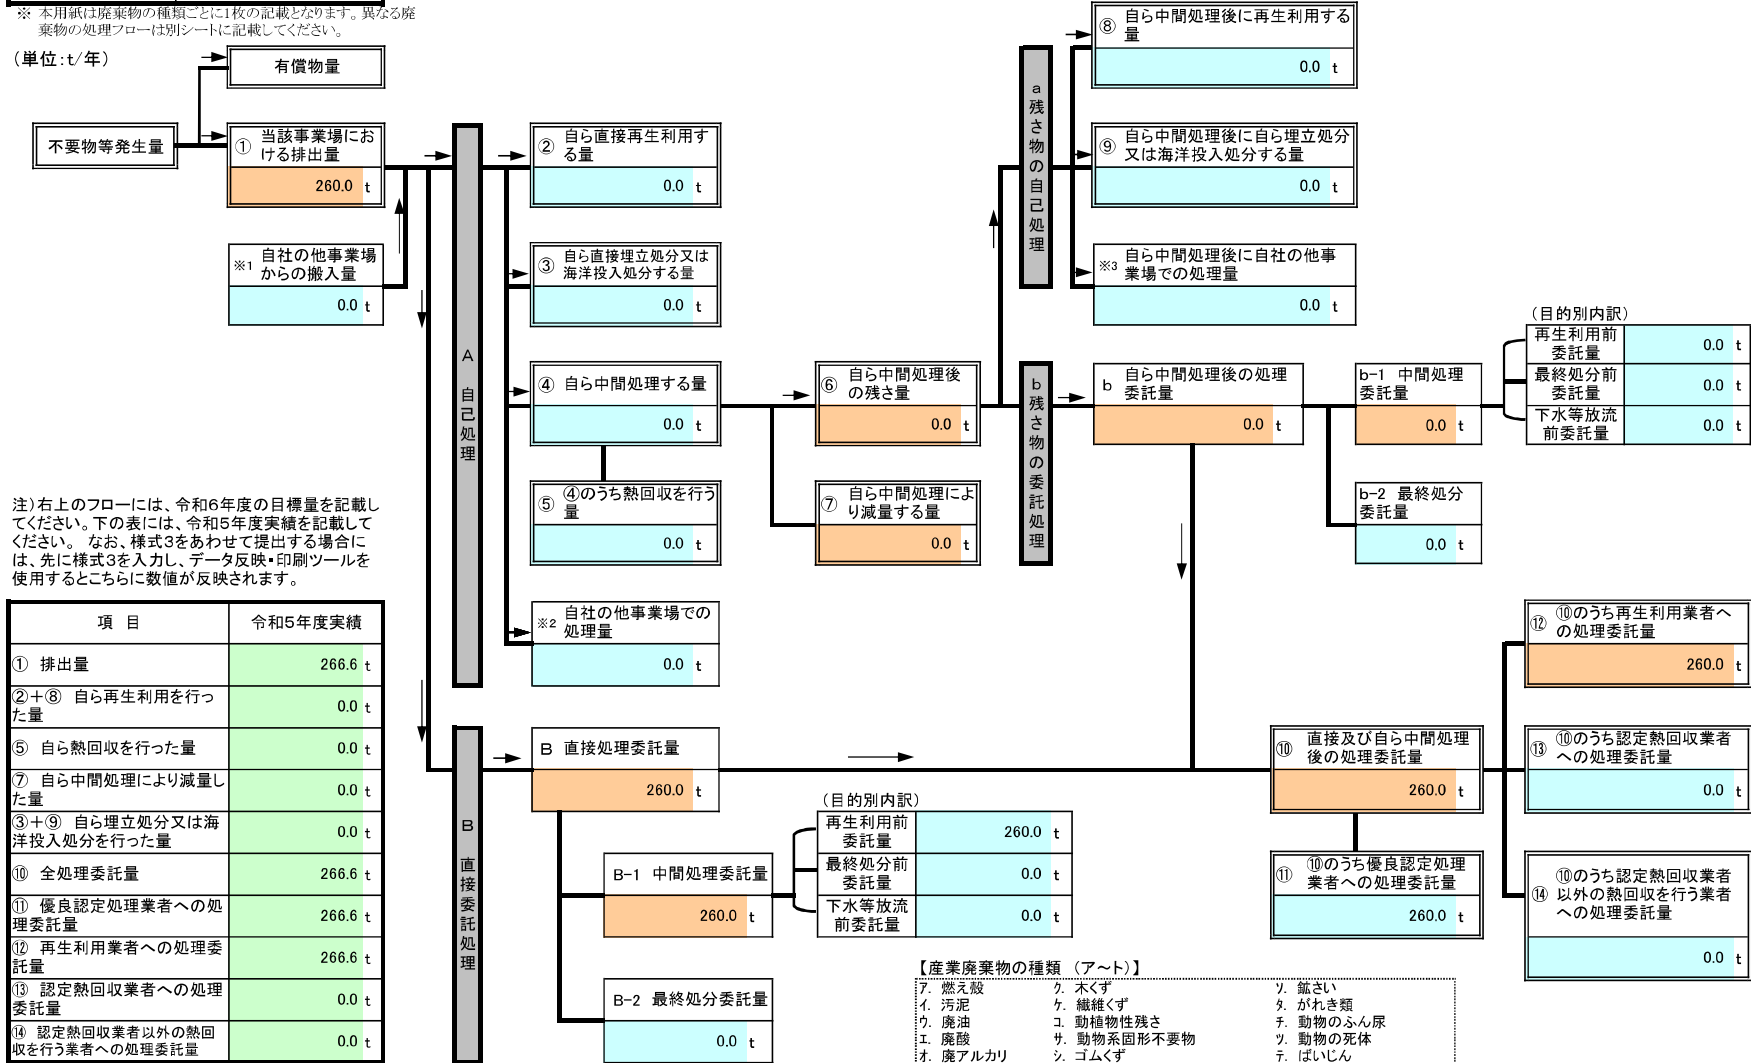 ※ 本用紙は廃棄物の種類ごとに1枚の記載となります。異なる廃
棄物の処理フローは別シートに記載してください。
(単位:t/年)
有償物量
不要物等発生量
① 当該事業場にお
ける排出量
260.0 t
※1 自社の他事業場
からの搬入量
0.0 t
A 自己処理
② 自ら直接再生利用す
る量
0.0 t
③ 自ら直接埋立処分又は
海洋投入処分する量
0.0 t
④ 自ら中間処理する量
0.0 t
⑤ ④のうち熱回収を行う
量
0.0 t
※2 自社の他事業場での
処理量
0.0 t
⑥ 自ら中間処理後
の残さ量
0.0 t
⑦ 自ら中間処理によ
り減量する量
0.0 t
a 残さ物の自己処理
⑧ 自ら中間処理後に再生利用する
量
0.0 t
⑨ 自ら中間処理後に自ら埋立処分
又は海洋投入処分する量
0.0 t
※3 自ら中間処理後に自社の他事
業場での処理量
0.0 t
b 残さ物の委託処理
b 自ら中間処理後の処理
委託量
0.0 t
b-1 中間処理
委託量
0.0 t
b-2 最終処分
委託量
0.0 t
(目的別内訳)
再生利用前
委託量
0.0 t
最終処分前
委託量
0.0 t
下水等放流
前委託量
0.0 t
注)右上のフローには、令和6年度の目標量を記載し
てください。下の表には、令和5年度実績を記載して
ください。 なお、様式3をあわせて提出する場合に
は、先に様式3を入力し、データ反映・印刷ツールを
使用するとこちらに数値が反映されます。
項 目 令和5年度実績
① 排出量 266.6 t
②+⑧ 自ら再生利用を行っ
た量 0.0 t
⑤ 自ら熱回収を行った量 0.0 t
⑦ 自ら中間処理により減量し
た量 0.0 t
③+⑨ 自ら埋立処分又は海
洋投入処分を行った量 0.0 t
⑩ 全処理委託量 266.6 t
⑪ 優良認定処理業者への処
理委託量 266.6 t
⑫ 再生利用業者への処理委
託量 266.6 t
⑬ 認定熱回収業者への処理
委託量 0.0 t
⑭ 認定熱回収業者以外の熱回
収を行う業者への処理委託量 0.0 t
B 直接委託処理
B 直接処理委託量
260.0 t
B-1 中間処理委託量
260.0 t
B-2 最終処分委託量
0.0 t
(目的別内訳)
再生利用前
委託量
260.0 t
最終処分前
委託量
0.0 t
下水等放流
前委託量
0.0 t
⑩ 直接及び自ら中間処理
後の処理委託量
260.0 t
⑪ ⑩のうち優良認定処理
業者への処理委託量
260.0 t
⑫ ⑩のうち再生利用業者へ
の処理委託量
260.0 t
⑬ ⑩のうち認定熱回収業者
への処理委託量
0.0 t
⑭ ⑩のうち認定熱回収業者
以外の熱回収を行う業者
への処理委託量
0.0 t
【産業廃棄物の種類 (ア~ト)】
ア. 燃え殻 ク. 木くず ソ. 鉱さい
イ. 汚泥 ケ. 繊維くず タ. がれき類
ウ. 廃油 コ. 動植物性残さ チ. 動物のふん尿
エ. 廃酸 サ. 動物系固形不要物 ツ. 動物の死体
オ. 廃アルカリ シ. ゴムくず テ. ばいじん